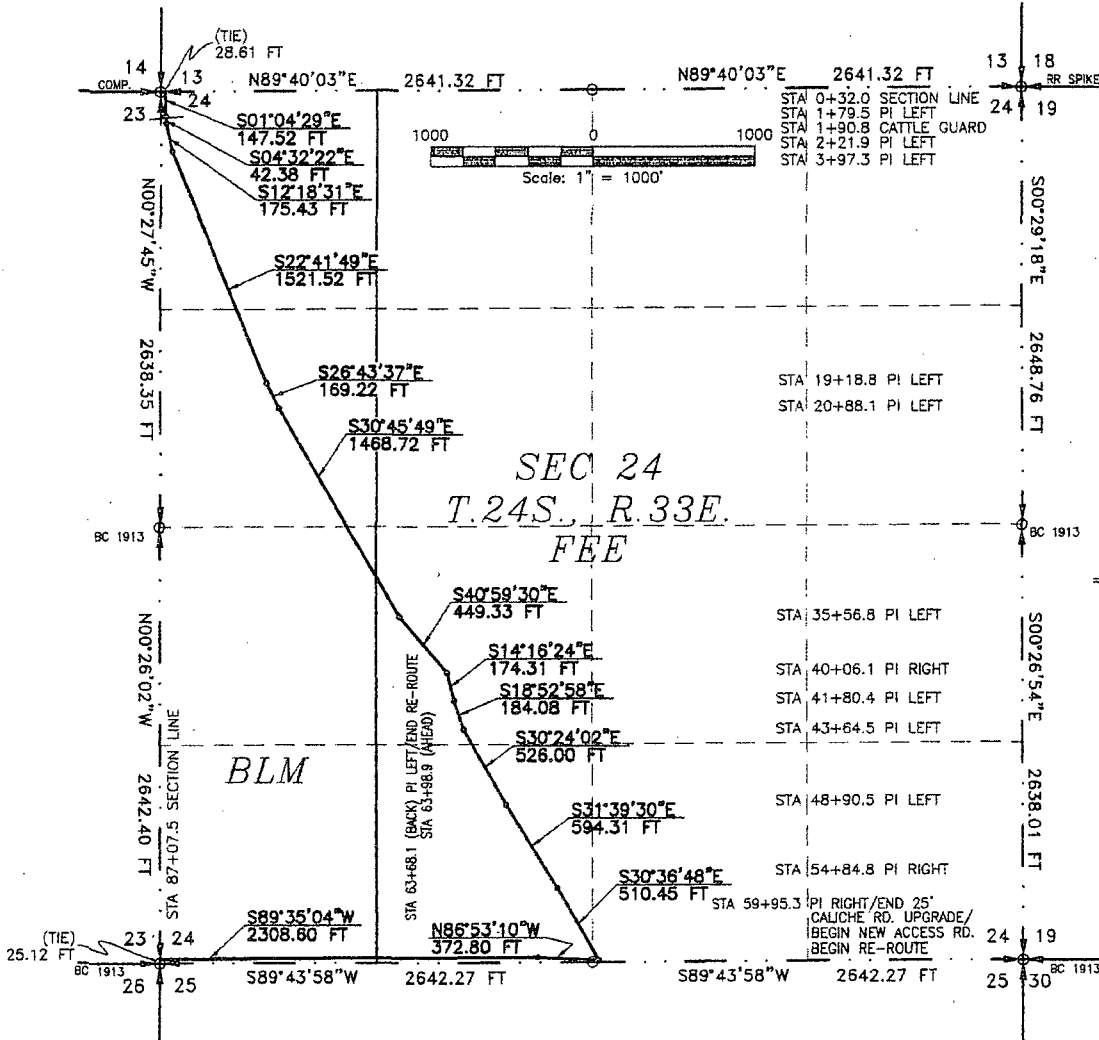 (TIE)
28.61 FT
14
13
COMP.
23
24
N89°40'03"E
2641.32 FT
N89°40'03"E
2641.32 FT
13
18
RR SPIKE
24
19
STA 0+32.0 SECTION LINE
STA 1+79.5 PI LEFT
STA 1+90.8 CATTLE GUARD
STA 2+21.9 PI LEFT
STA 3+97.3 PI LEFT
1000
0
1000
Scale: 1" = 1000'
S01°04'29"E
147.52 FT
S04°32'22"E
42.38 FT
S12°18'31"E
175.43 FT
N00°27'45"W
2638.35 FT
S00°29'18"E
2648.76 FT
S22°41'49"E
1521.52 FT
S26°43'37"E
169.22 FT
STA 19+18.8 PI LEFT
STA 20+88.1 PI LEFT
S30°45'49"E
1468.72 FT
SEC 24
T.24S., R.33E.
FEE
BC 1913
BC 1913
=
S40°59'30"E
449.33 FT
STA 35+56.8 PI LEFT
S14°16'24"E
174.31 FT
STA 40+06.1 PI RIGHT
S18°52'58"E
184.08 FT
STA 41+80.4 PI LEFT
STA 43+64.5 PI LEFT
N00°26'02"W
2642.40 FT
S00°26'54"E
2638.01 FT
STA 87+07.5 SECTION LINE
STA 63+68.1 (BACK) PI LEFT/END RE-ROUTE
STA 63+98.9 (AHEAD)
S30°24'02"E
526.00 FT
BLM
S31°39'30"E
594.31 FT
STA 48+90.5 PI LEFT
STA 54+84.8 PI RIGHT
S30°36'48"E
510.45 FT
STA 59+95.3 PI RIGHT/END 25'
CALICHE RD. UPGRADE/
BEGIN NEW ACCESS RD.
BEGIN RE-ROUTE
S89°35'04"W
2308.60 FT
N86°53'10"W
372.80 FT
(TIE)
25.12 FT
23
24
BC 1913
26
25
S89°43'58"W
2642.27 FT
S89°43'58"W
2642.27 FT
24
19
BC 1913
25
30